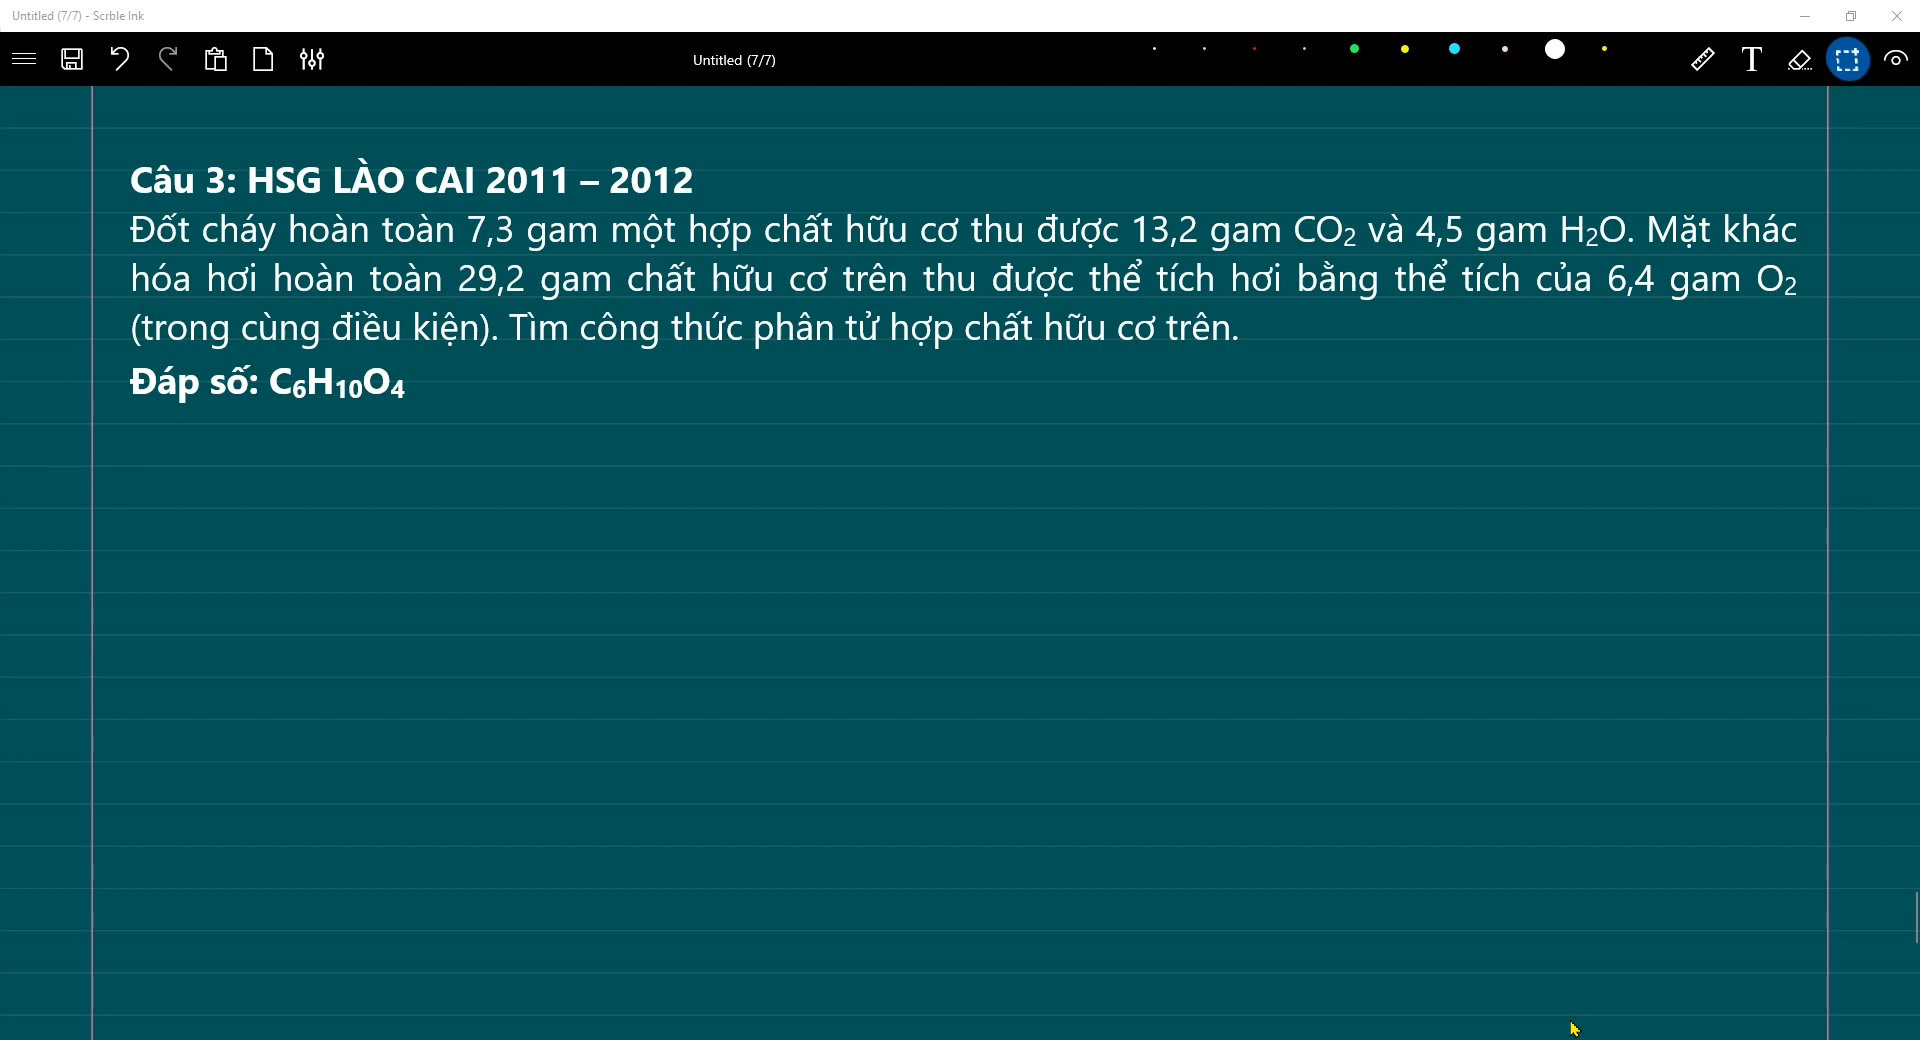 Untitled (7/7) - Scrble Ink
Untitled (7/7)
T
Câu 3: HSG LÀO CAI 2011 – 2012
Đốt cháy hoàn toàn 7,3 gam một hợp chất hữu cơ thu được 13,2 gam CO₂ và 4,5 gam H₂O. Mặt khác
hóa hơi hoàn toàn 29,2 gam chất hữu cơ trên thu được thể tích hơi bằng thể tích của 6,4 gam O₂
(trong cùng điều kiện). Tìm công thức phân tử hợp chất hữu cơ trên.
Đáp số: C₆H₁₀O₄